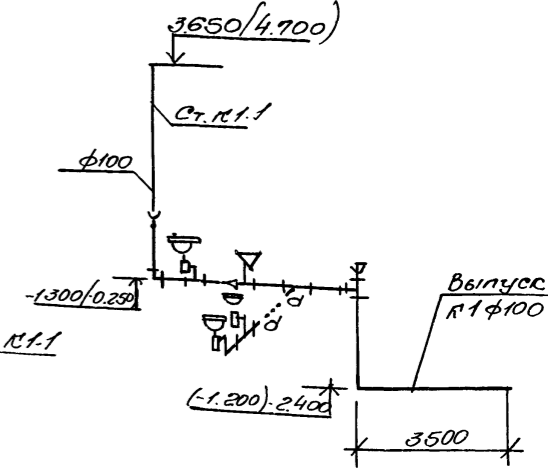 3.650/(4.700)
Ст. К1-1
ф100
-1.300/-0.250
К1-1
Выпуск
К1 ф100
(-1.200)-2.400
3500
а
а